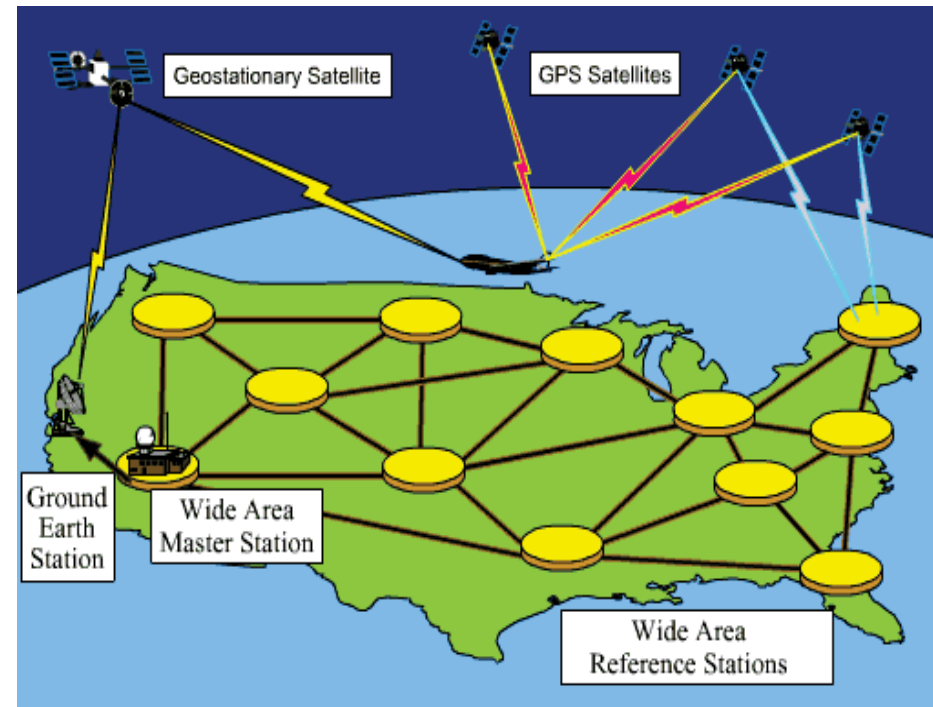 Geostationary Satellite
GPS Satellites
Ground
Earth
Station
Wide Area
Master Station
Wide Area
Reference Stations